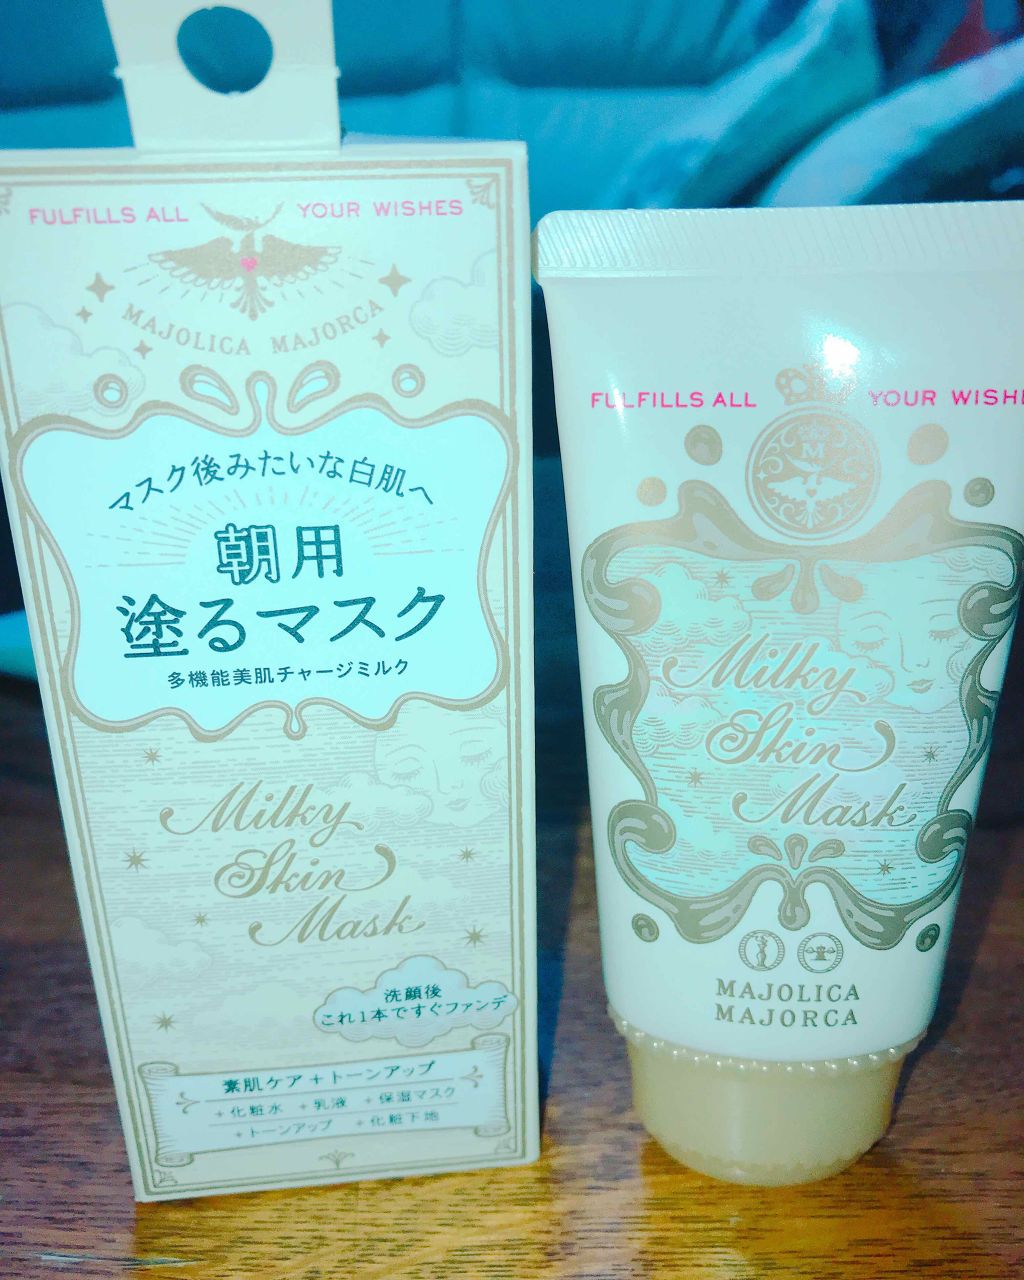 FULFILLS ALL YOUR WISHES
MAJOLICA MAJORCA
マスク後みたいな白肌へ
朝用
塗るマスク
多機能美肌チャージミルク
Milky
Skin
Mask
洗顔後
これ1本ですぐファンデ
素肌ケア+トーンアップ
+化粧水 +乳液 +保湿マスク
+トーンアップ +化粧下地
FULFILLS ALL YOUR WISHE
M
Milky
Skin
Mask
MAJOLICA
MAJORCA